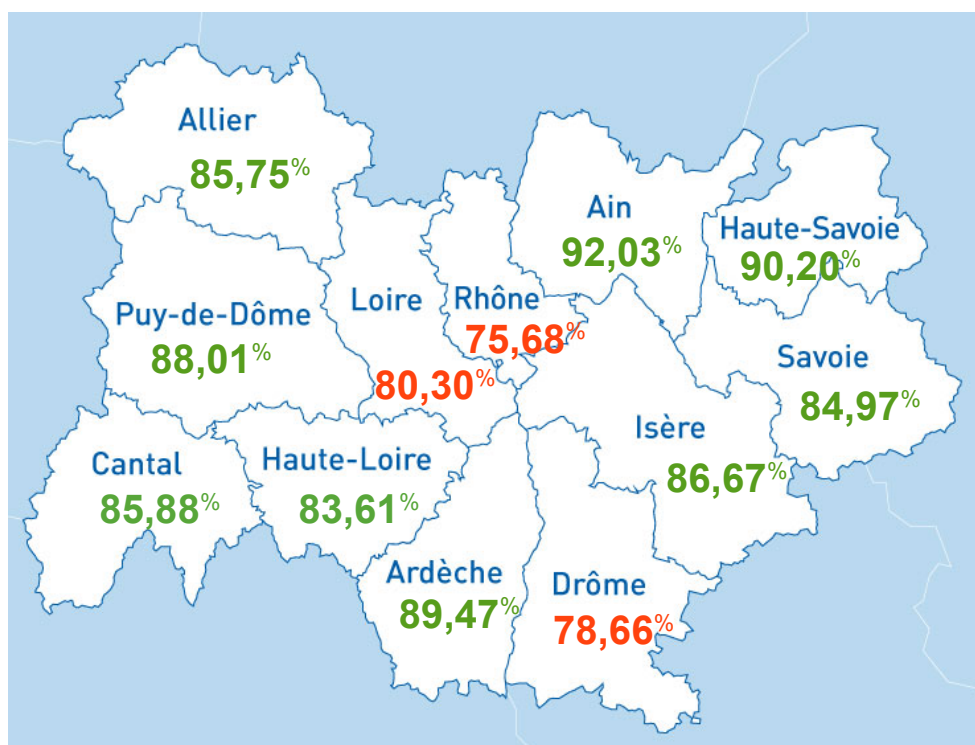 Allier
85,75%
Ain
92,03%
Haute-Savoie
90,20%
Puy-de-Dôme
88,01%
Loire
80,30%
Rhône
75,68%
Savoie
84,97%
Isère
86,67%
Cantal
85,88%
Haute-Loire
83,61%
Ardèche
89,47%
Drôme
78,66%